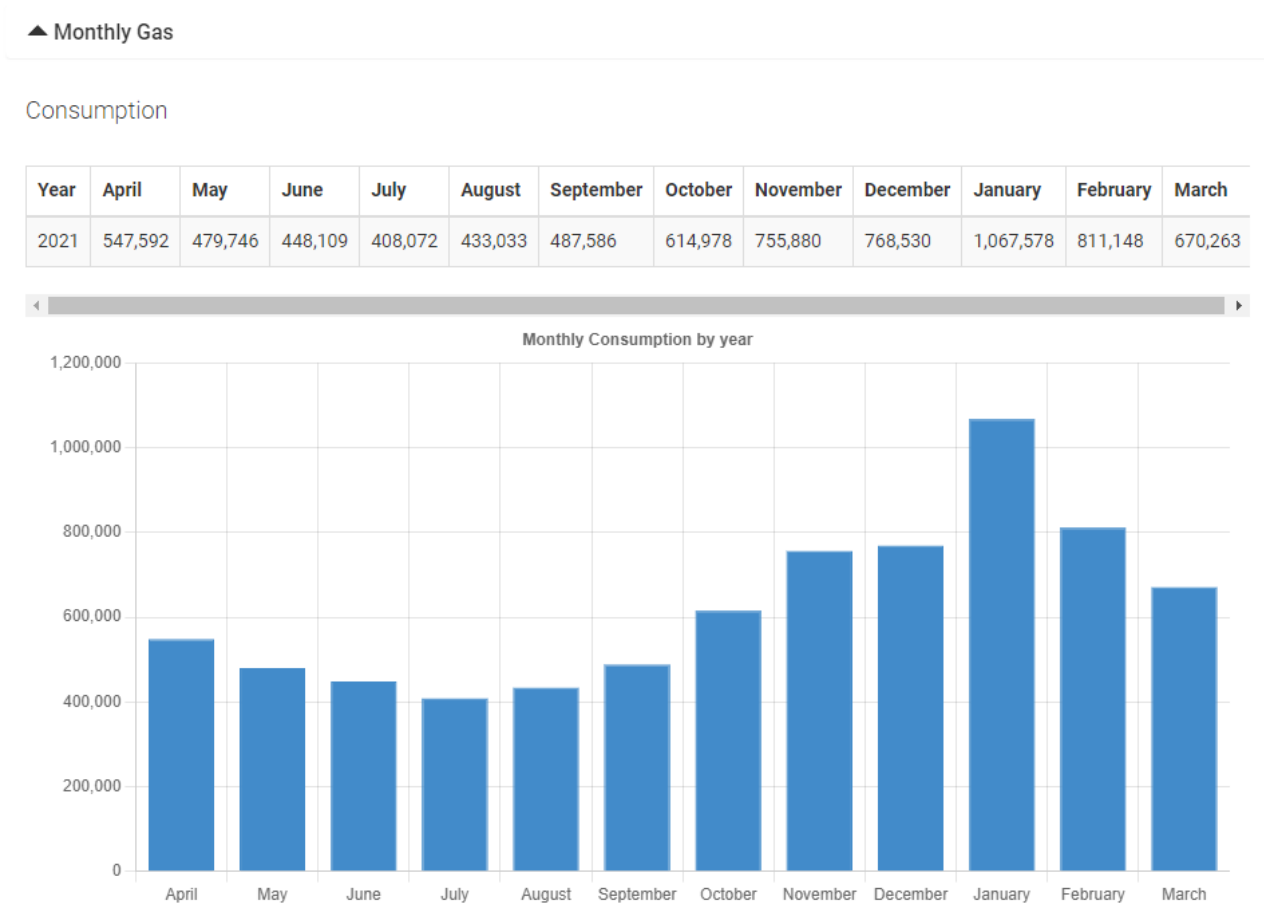 Monthly Gas
Consumption
Year April May June July August September October November December January February March
2021 547,592 479,746 448,109 408,072 433,033 487,586 614,978 755,880 768,530 1,067,578 811,148 670,263
Monthly Consumption by year
1,200,000
1,000,000
800,000
600,000
400,000
200,000
0
April May June July August September October November December January February March